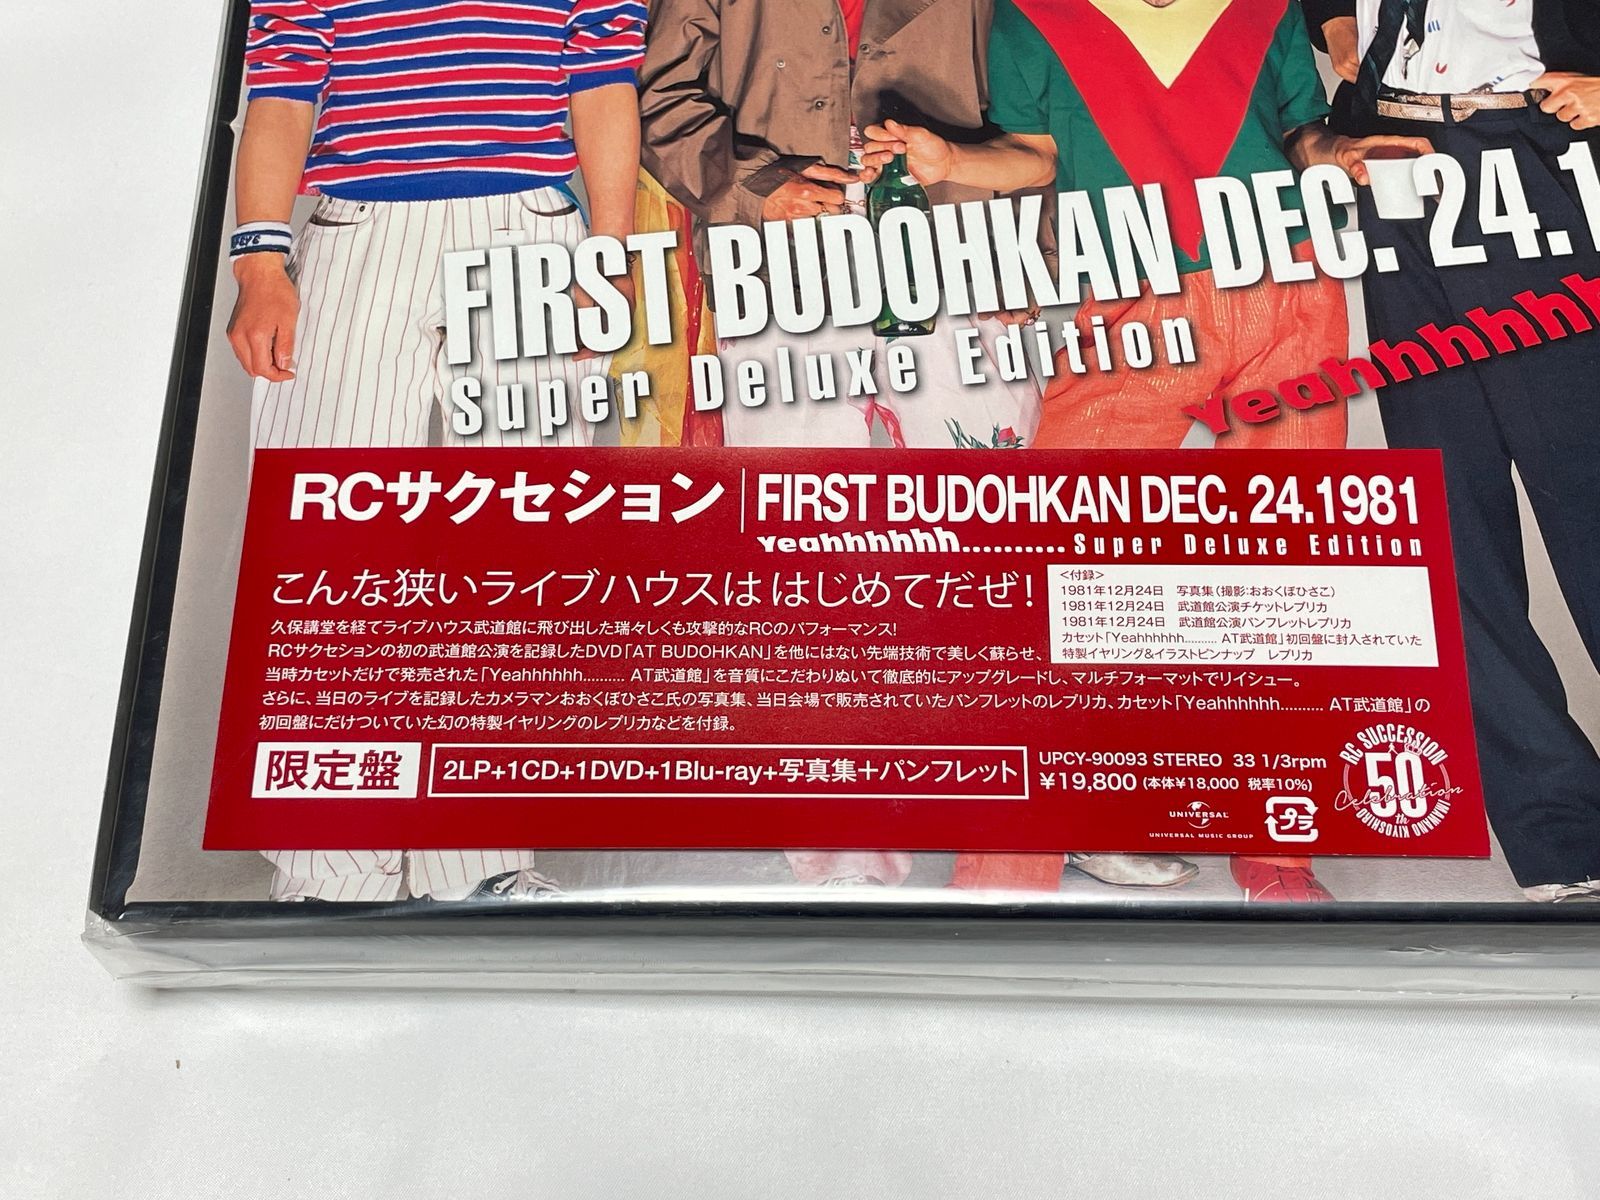 FIRST BUDOHKAN DEC. 24.1
Super Deluxe Edition
Yeahhhhhh
RCサクセション
FIRST BUDOHKAN DEC. 24.1981
Yeahhhhhhh.......... Super Deluxe Edition
こんな狭いライブハウスは はじめてだぜ!
久保講堂を経てライブハウス武道館に飛び出した瑞々しくも攻撃的なRCのパフォーマンス!
RCサクセションの初の武道館公演を記録したDVD「AT BUDOHKAN」を他にはない先端技術で美しく蘇らせ、
当時カセットだけで発売された「Yeahhhhhh.......... AT武道館」を音質にこだわりぬいて徹底的にアップグレードし、マルチフォーマットでリイシュー。
さらに、当日のライブを記録したカメラマンおおくぼひさこ氏の写真集、当日会場で販売されていたパンフレットのレプリカ、カセット「Yeahhhhhh.......... AT武道館」の
初回盤にだけついていた幻の特製イヤリングのレプリカなどを付録。
<付録>
1981年12月24日 写真集(撮影:おおくぼひさこ)
1981年12月24日 武道館公演チケットレプリカ
1981年12月24日 武道館公演パンフレットレプリカ
カセット「Yeahhhhhh.......... AT武道館」初回盤に封入されていた
特製イヤリング&イラストピンナップ レプリカ
限定盤
2LP+1CD+1DVD+1Blu-ray+写真集+パンフレット
UPCY-90093 STEREO 33 1/3rpm
¥19,800 (本体¥18,000 税率10%)
UNIVERSAL
UNIVERSAL MUSIC GROUP
プラ
RC SUCCESSION
50th
Celebration
IMAWANO KIYOSHIRO